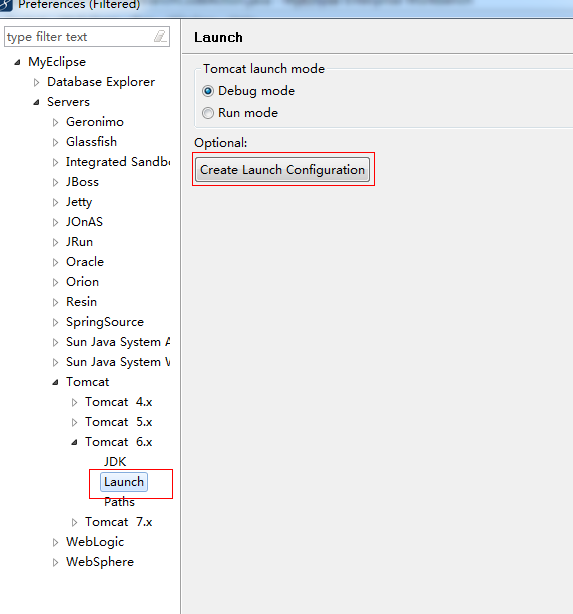 Preferences (Filtered)
type filter text
MyEclipse
Database Explorer
Servers
Geronimo
Glassfish
Integrated Sandbo
JBoss
Jetty
JOnAS
JRun
Oracle
Orion
Resin
SpringSource
Sun Java System A
Sun Java System W
Tomcat
Tomcat 4.x
Tomcat 5.x
Tomcat 6.x
JDK
Launch
Paths
Tomcat 7.x
WebLogic
WebSphere
Launch
Tomcat launch mode
Debug mode
Run mode
Optional:
Create Launch Configuration